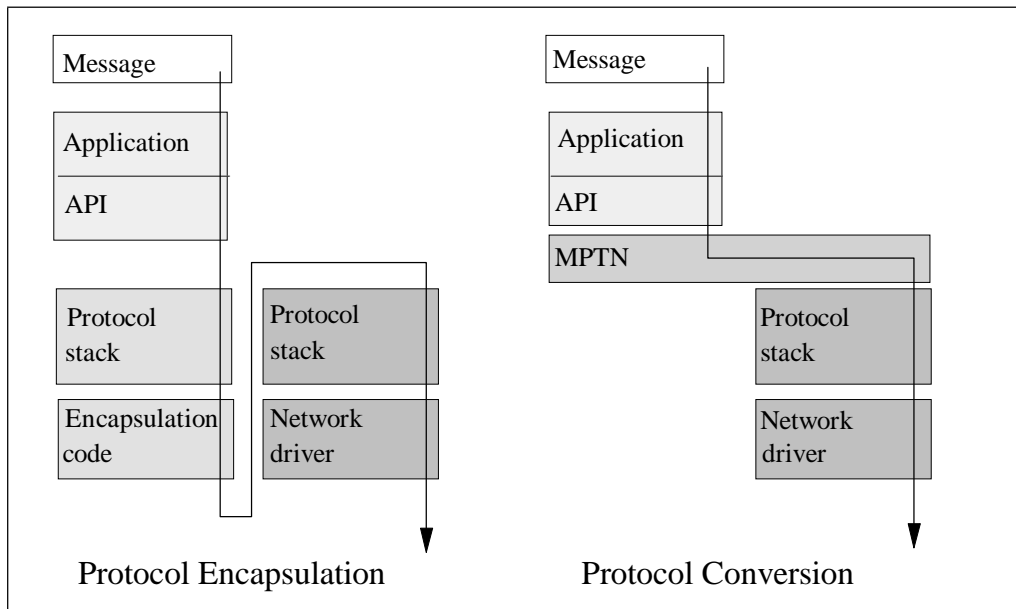 Message
Application
API
Protocol
stack
Encapsulation
code
Protocol
stack
Network
driver
Protocol Encapsulation
Message
Application
API
MPTN
Protocol
stack
Network
driver
Protocol Conversion